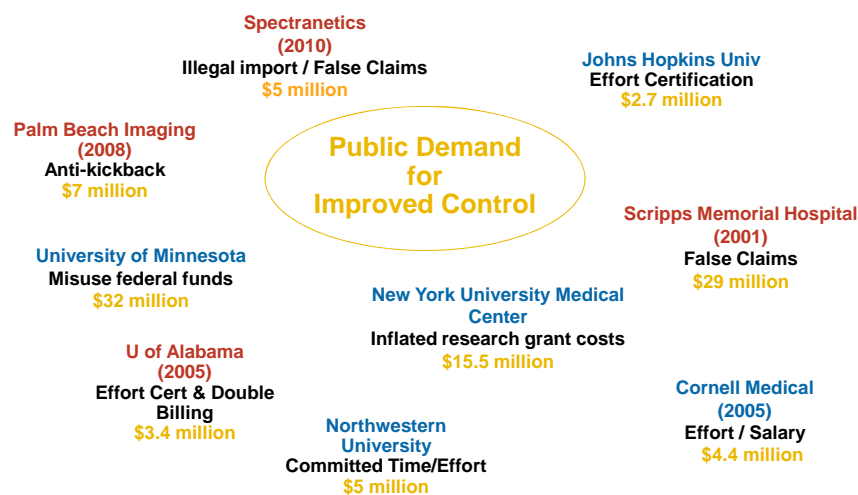 Spectranetics
(2010)
Illegal import / False Claims
$5 million
Johns Hopkins Univ
Effort Certification
$2.7 million
Palm Beach Imaging
(2008)
Anti-kickback
$7 million
Public Demand
for
Improved Control
Scripps Memorial Hospital
(2001)
False Claims
$29 million
University of Minnesota
Misuse federal funds
$32 million
New York University Medical
Center
Inflated research grant costs
$15.5 million
U of Alabama
(2005)
Effort Cert & Double
Billing
$3.4 million
Northwestern
University
Committed Time/Effort
$5 million
Cornell Medical
(2005)
Effort / Salary
$4.4 million